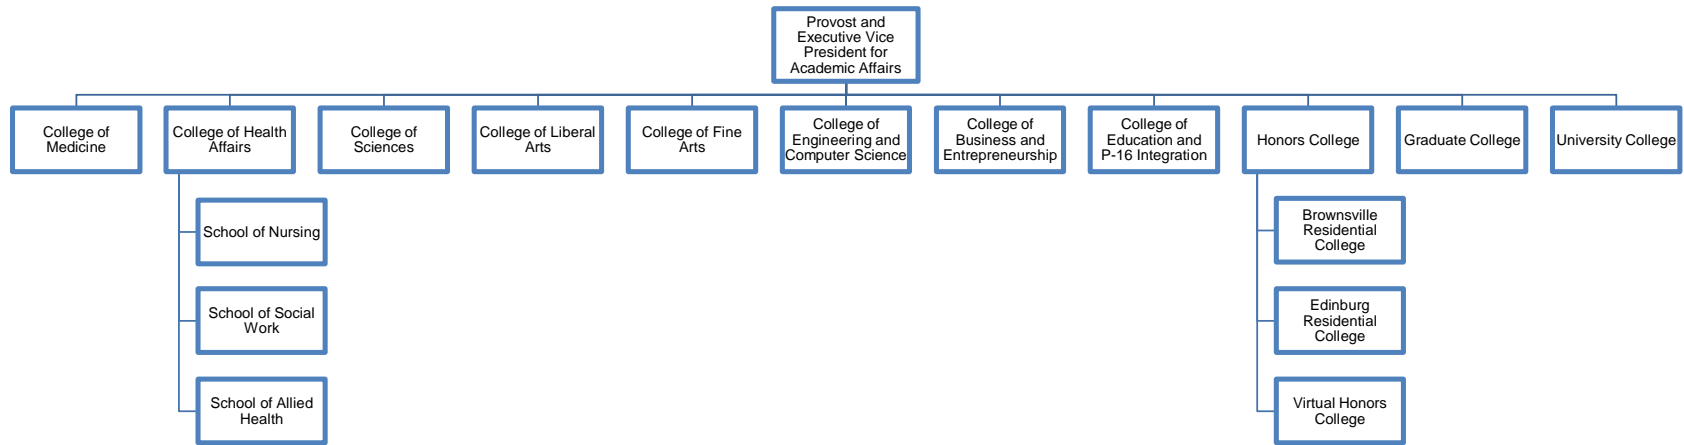 Provost and
Executive Vice
President for
Academic Affairs
College of
Medicine
College of Health
Affairs
College of
Sciences
College of Liberal
Arts
College of Fine
Arts
College of
Engineering and
Computer Science
College of
Business and
Entrepreneurship
College of
Education and
P-16 Integration
Honors College
Graduate College
University College
School of Nursing
School of Social
Work
School of Allied
Health
Brownsville
Residential
College
Edinburg
Residential
College
Virtual Honors
College